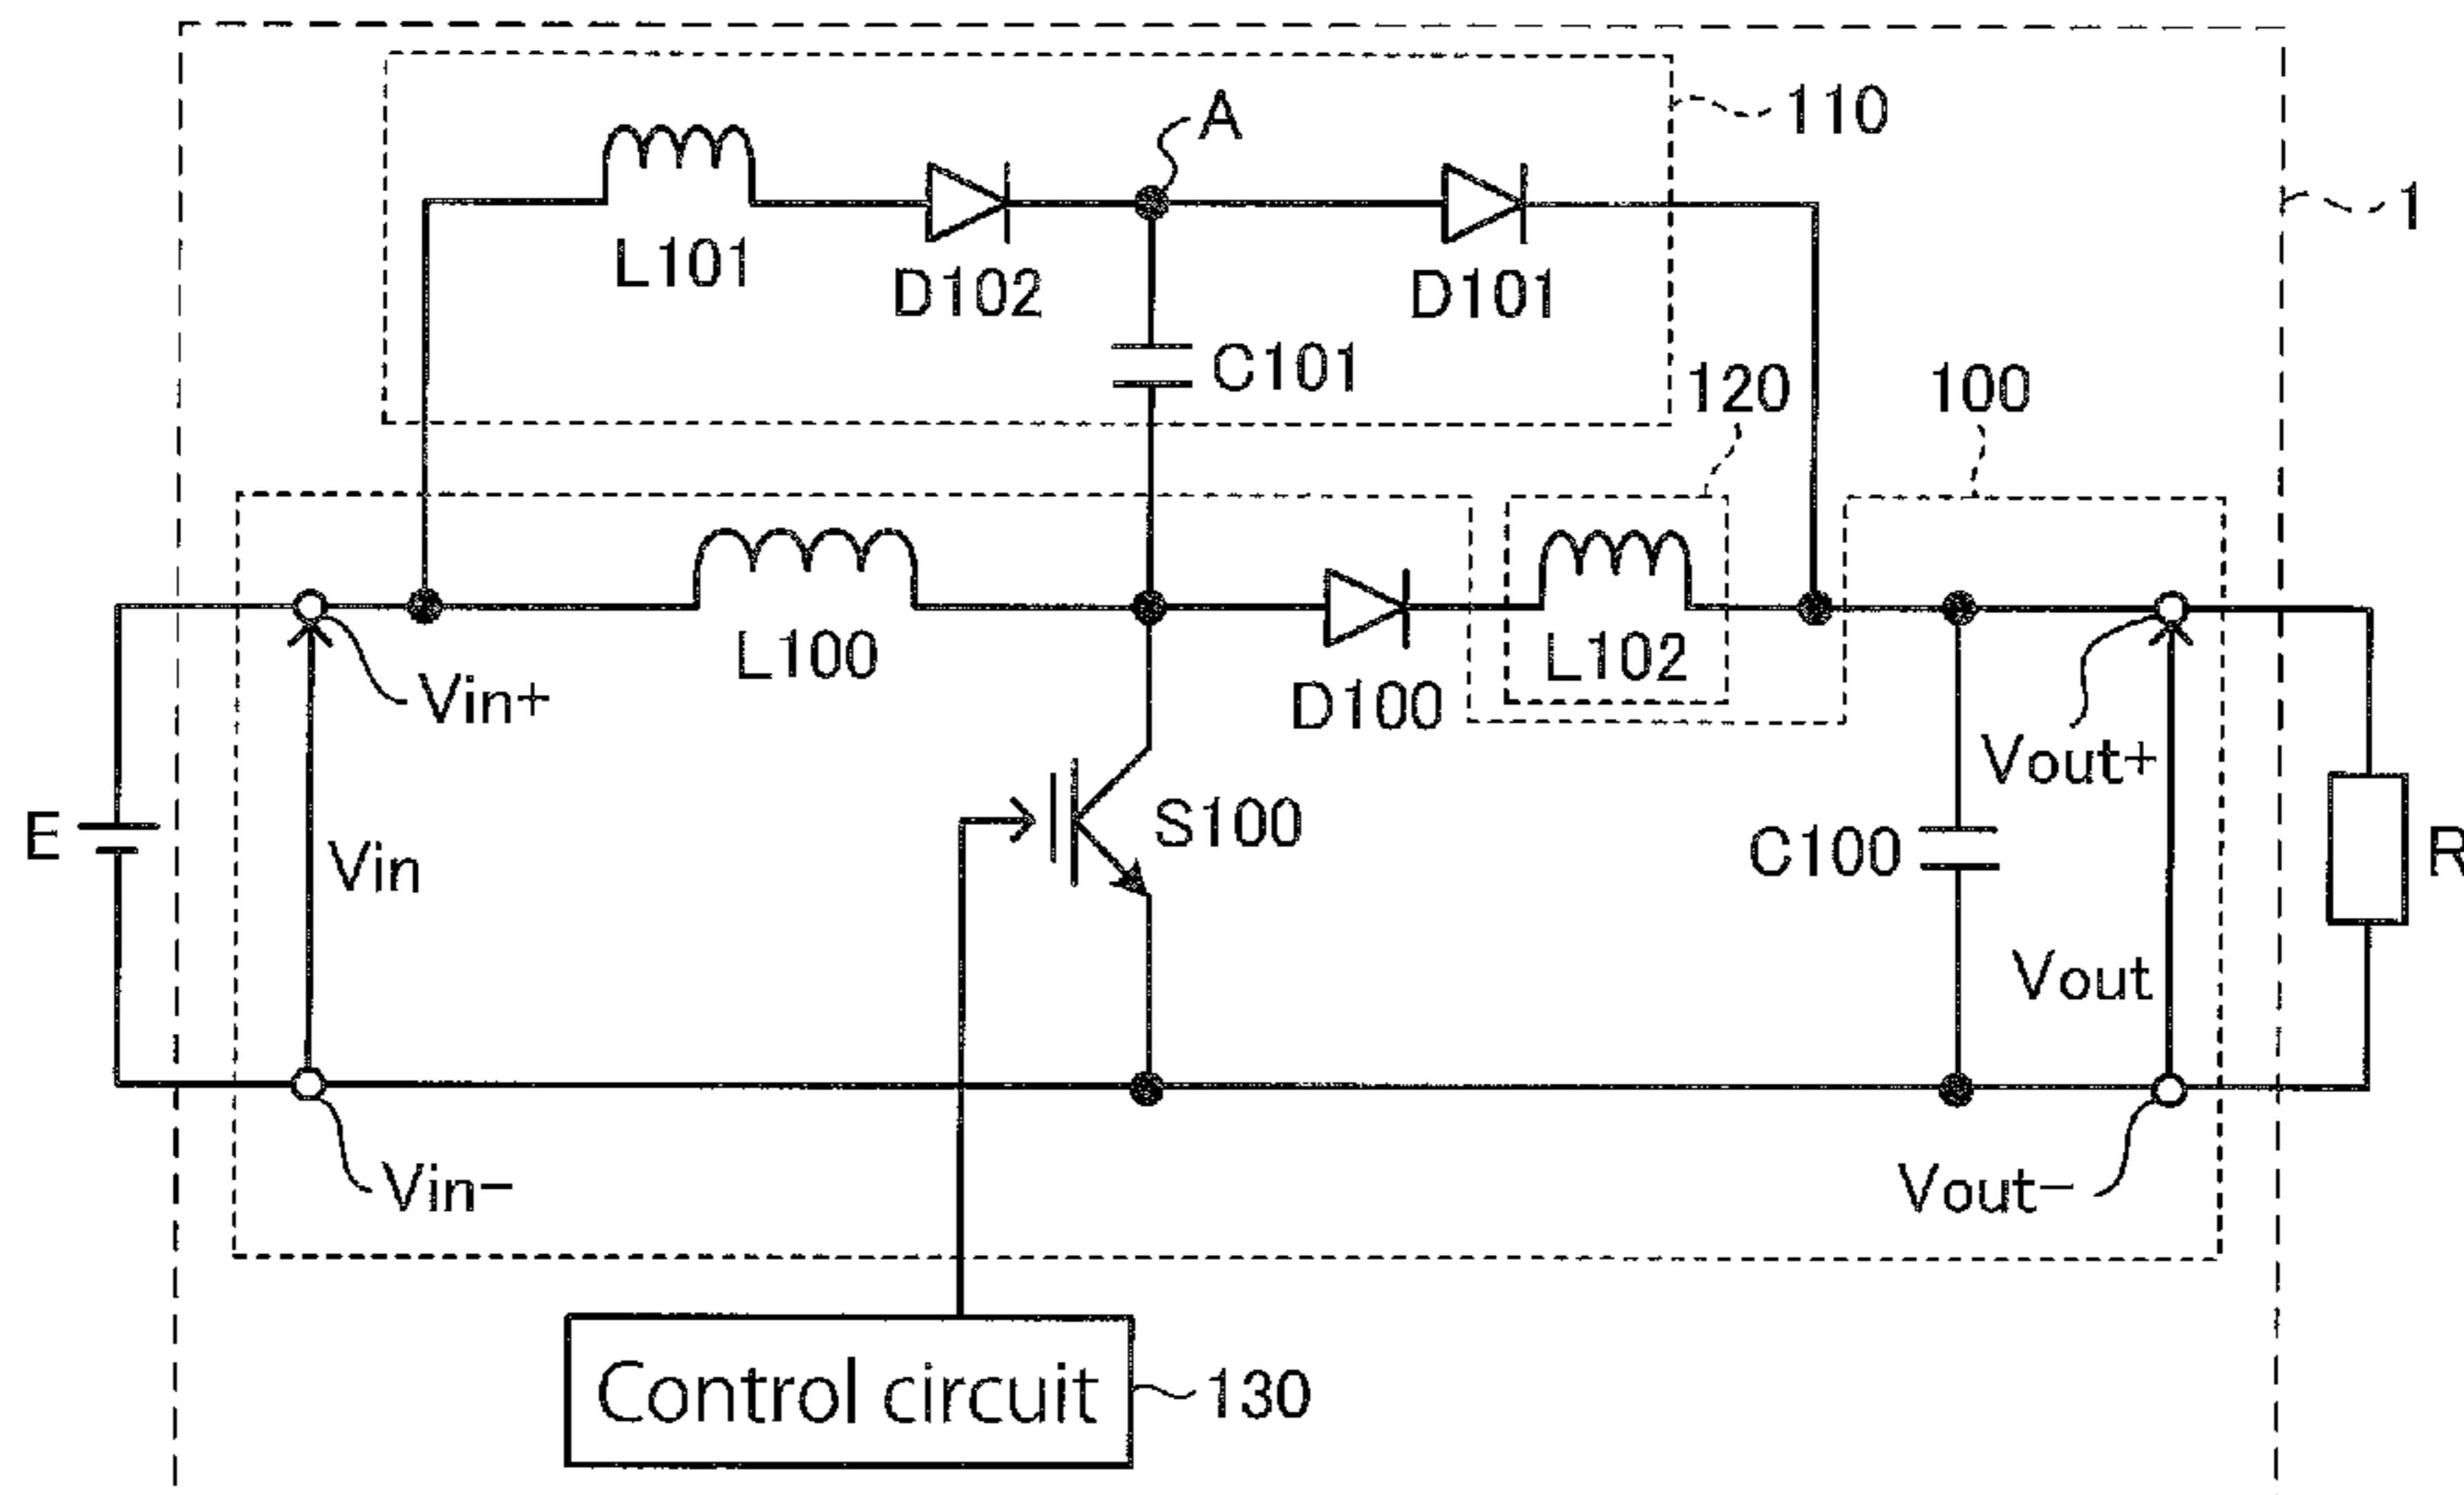 A
110
1
L101
D102
D101
C101
120
100
L100
L102
Vin+
D100
Vout+
E
Vin
S100
C100
R
Vout
Vin-
Vout-
Control circuit
130